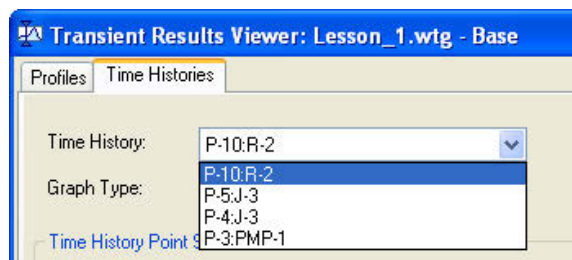 Transient Results Viewer: Lesson_1.wtg - Base
Profiles Time Histories
Time History: P-10:R-2
P-10:R-2
Graph Type:
P-5:J-3
P-4:J-3
Time History Point
P-3:PMP-1